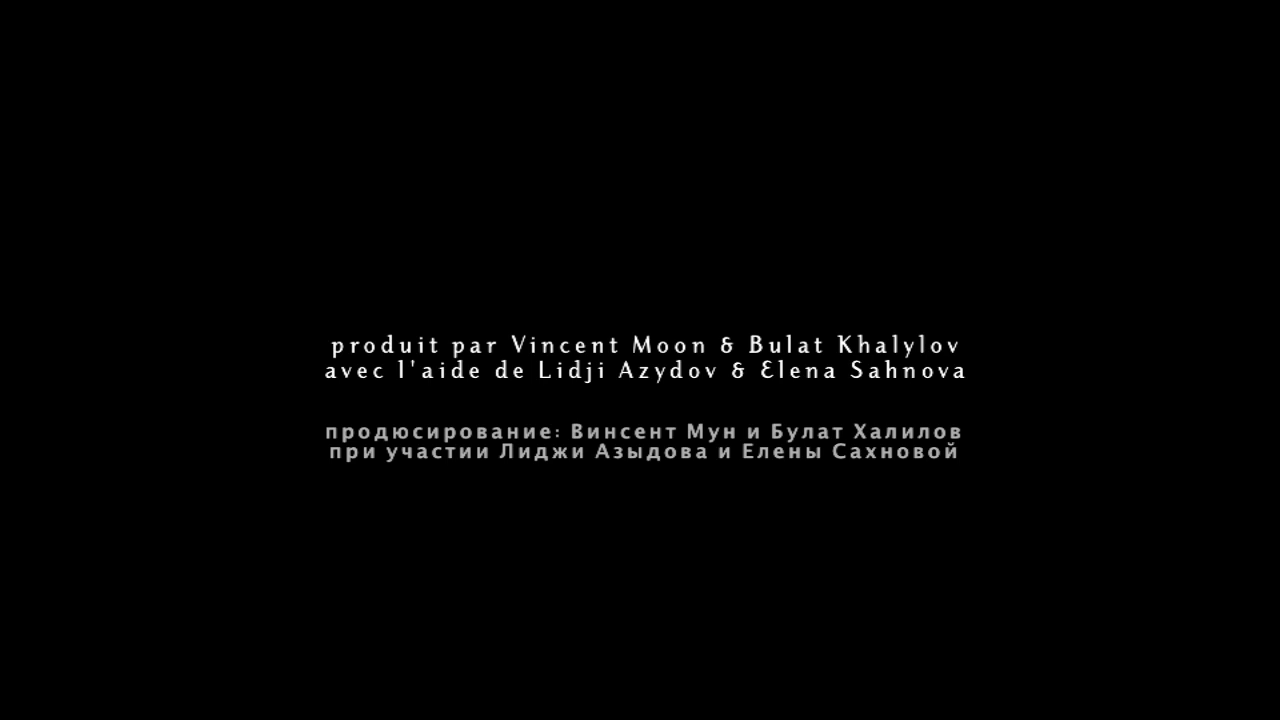 produit par Vincent Moon & Bulat Khalylov
avec l'aide de Lidji Azydov & Elena Sahnova
продюсирование: Винсент Мун и Булат Халилов
при участии Лиджи Азыдова и Елены Сахновой